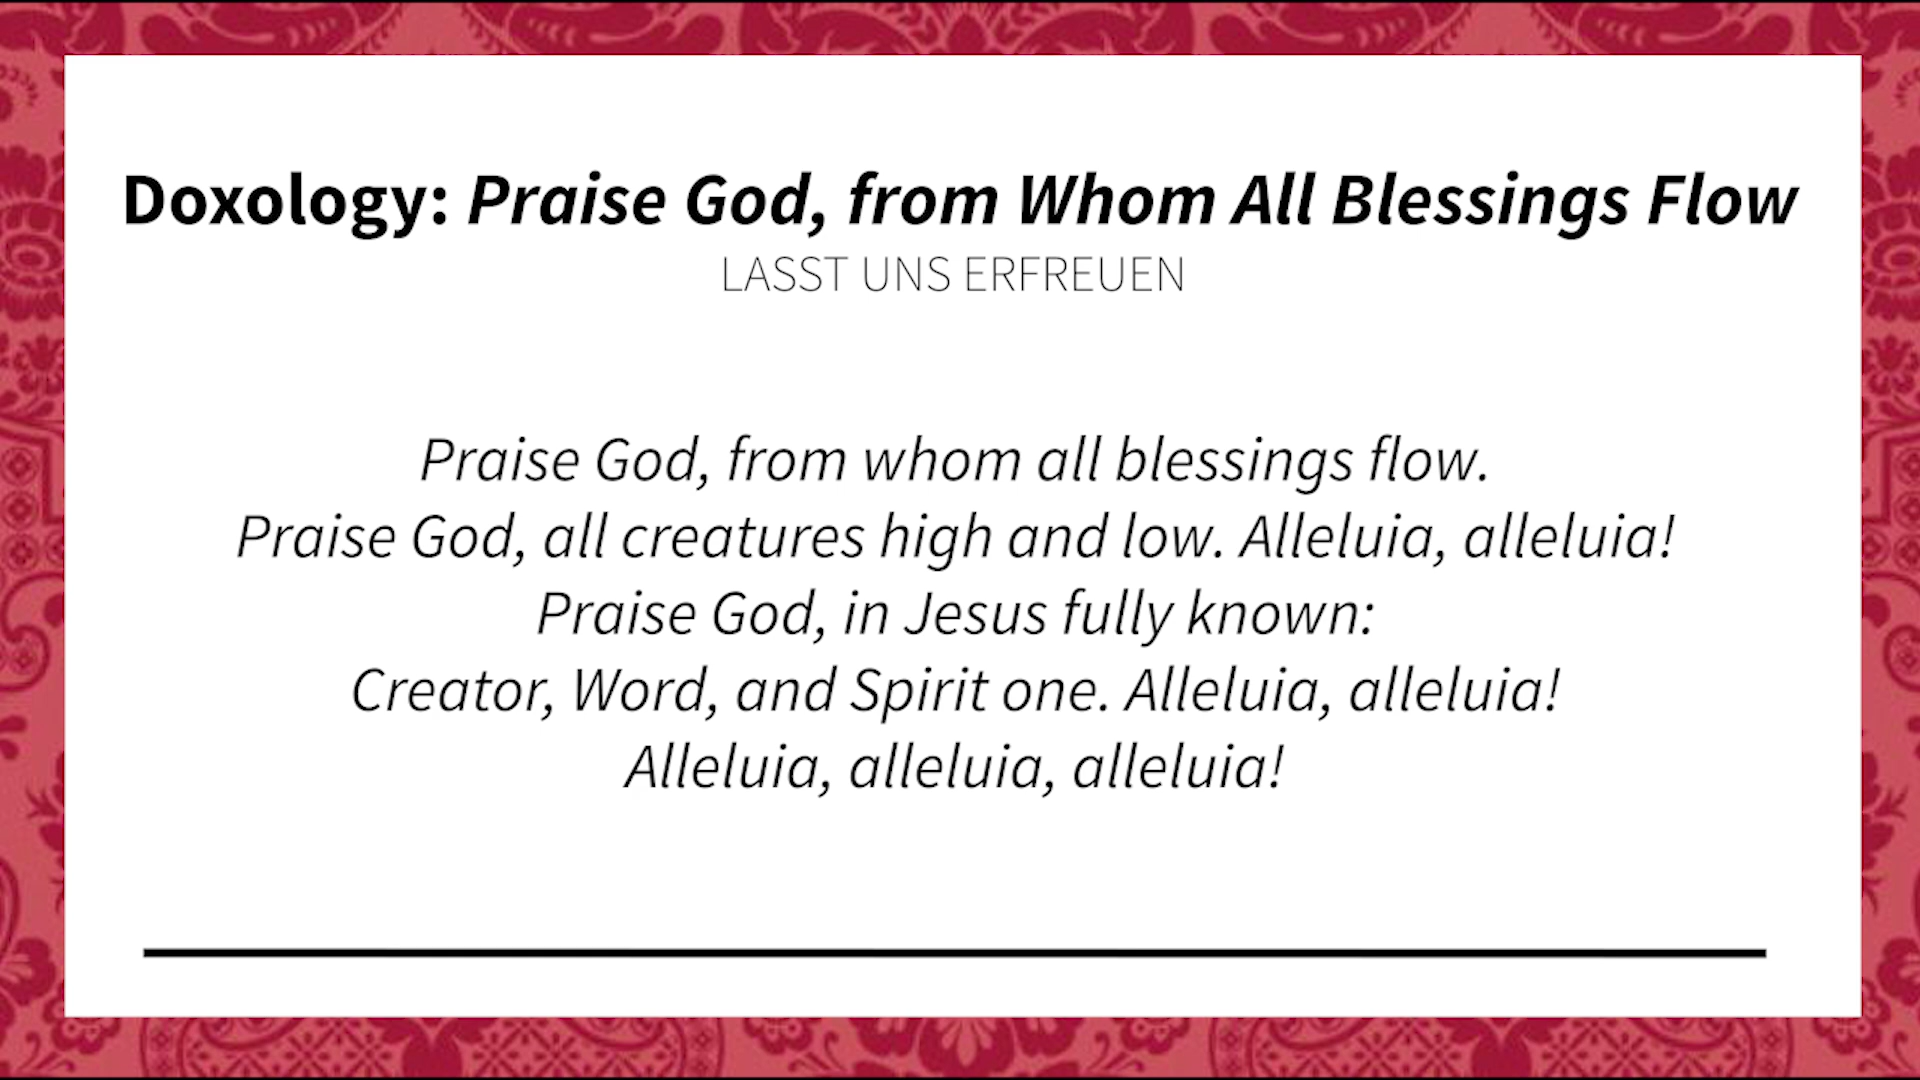 Doxology: Praise God, from Whom All Blessings Flow
LASST UNS ERFREUEN
Praise God, from whom all blessings flow.
Praise God, all creatures high and low. Alleluia, alleluia!
Praise God, in Jesus fully known:
Creator, Word, and Spirit one. Alleluia, alleluia!
Alleluia, alleluia, alleluia!